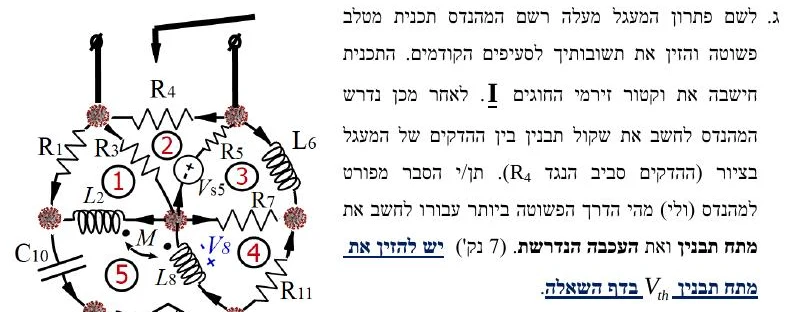 ג. לשם פתרון המעגל מעלה רשם המהנדס תכנית מטלב
פשוטה והזין את תשובותיך לסעיפים הקודמים. התכנית
חישבה את וקטור זירמי החוגים I. לאחר מכן נדרש
המהנדס לחשב את שקול תבנין בין ההדקים של המעגל
בציור (ההדקים סביב הנגד R₄). תן/י הסבר מפורט
למהנדס (ולי) מהי הדרך הפשוטה ביותר עבורו לחשב את
מתח תבנין ואת העכבה הנדרשת. (7 נק') יש להזין את
מתח תבנין Vth בדף השאלה.
R4
R1
R3
2
R5
L6
1
Vs5
3
L2
R7
M
V8
4
C10
5
L8
R11